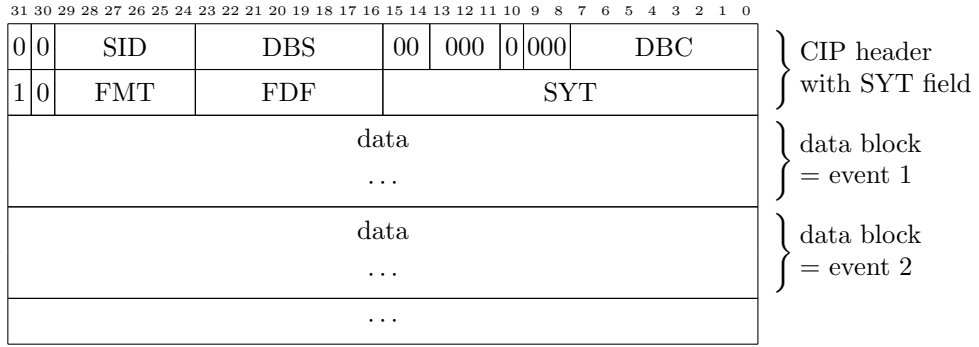 31 30 29 28 27 26 25 24 23 22 21 20 19 18 17 16 15 14 13 12 11 10 9 8 7 6 5 4 3 2 1 0
0 0 SID DBS 00 000 0 000 DBC
CIP header
with SYT field
1 0 FMT FDF SYT
data
...
data block
= event 1
data
...
data block
= event 2
...